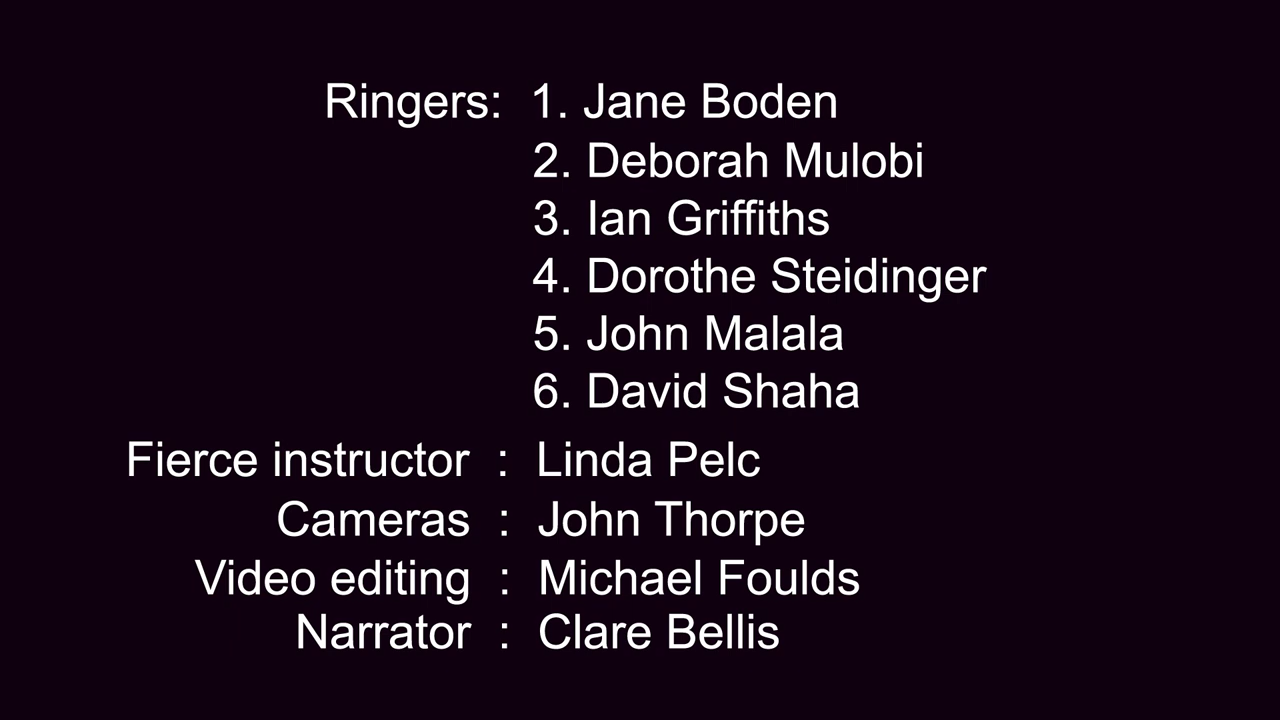 Ringers: 1. Jane Boden
2. Deborah Mulobi
3. Ian Griffiths
4. Dorothe Steidinger
5. John Malala
6. David Shaha
Fierce instructor : Linda Pelc
Cameras : John Thorpe
Video editing : Michael Foulds
Narrator : Clare Bellis